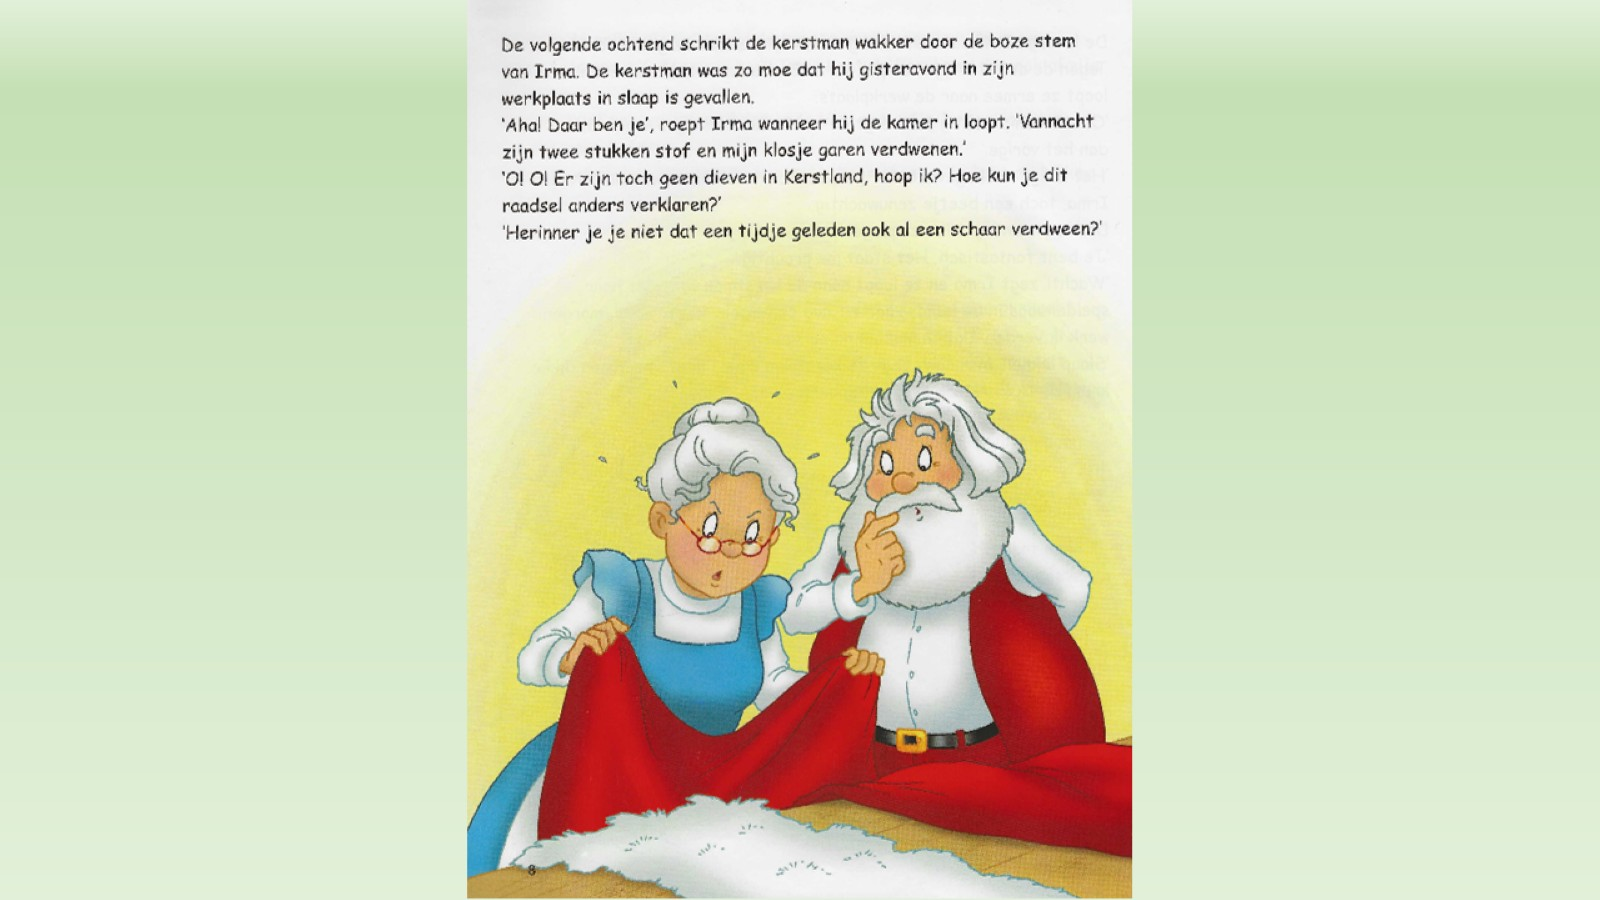 De volgende ochtend schrikt de kerstman wakker door de boze stem
van Irma. De kerstman was zo moe dat hij gisteravond in zijn
werkplaats in slaap is gevallen.
'Aha! Daar ben je', roept Irma wanneer hij de kamer in loopt. 'Vannacht
zijn twee stukken stof en mijn klosje garen verdwenen.'
'O! O! Er zijn toch geen dieven in Kerstland, hoop ik? Hoe kun je dit
raadsel anders verklaren?'
'Herinner je je niet dat een tijdje geleden ook al een schaar verdween?'
8